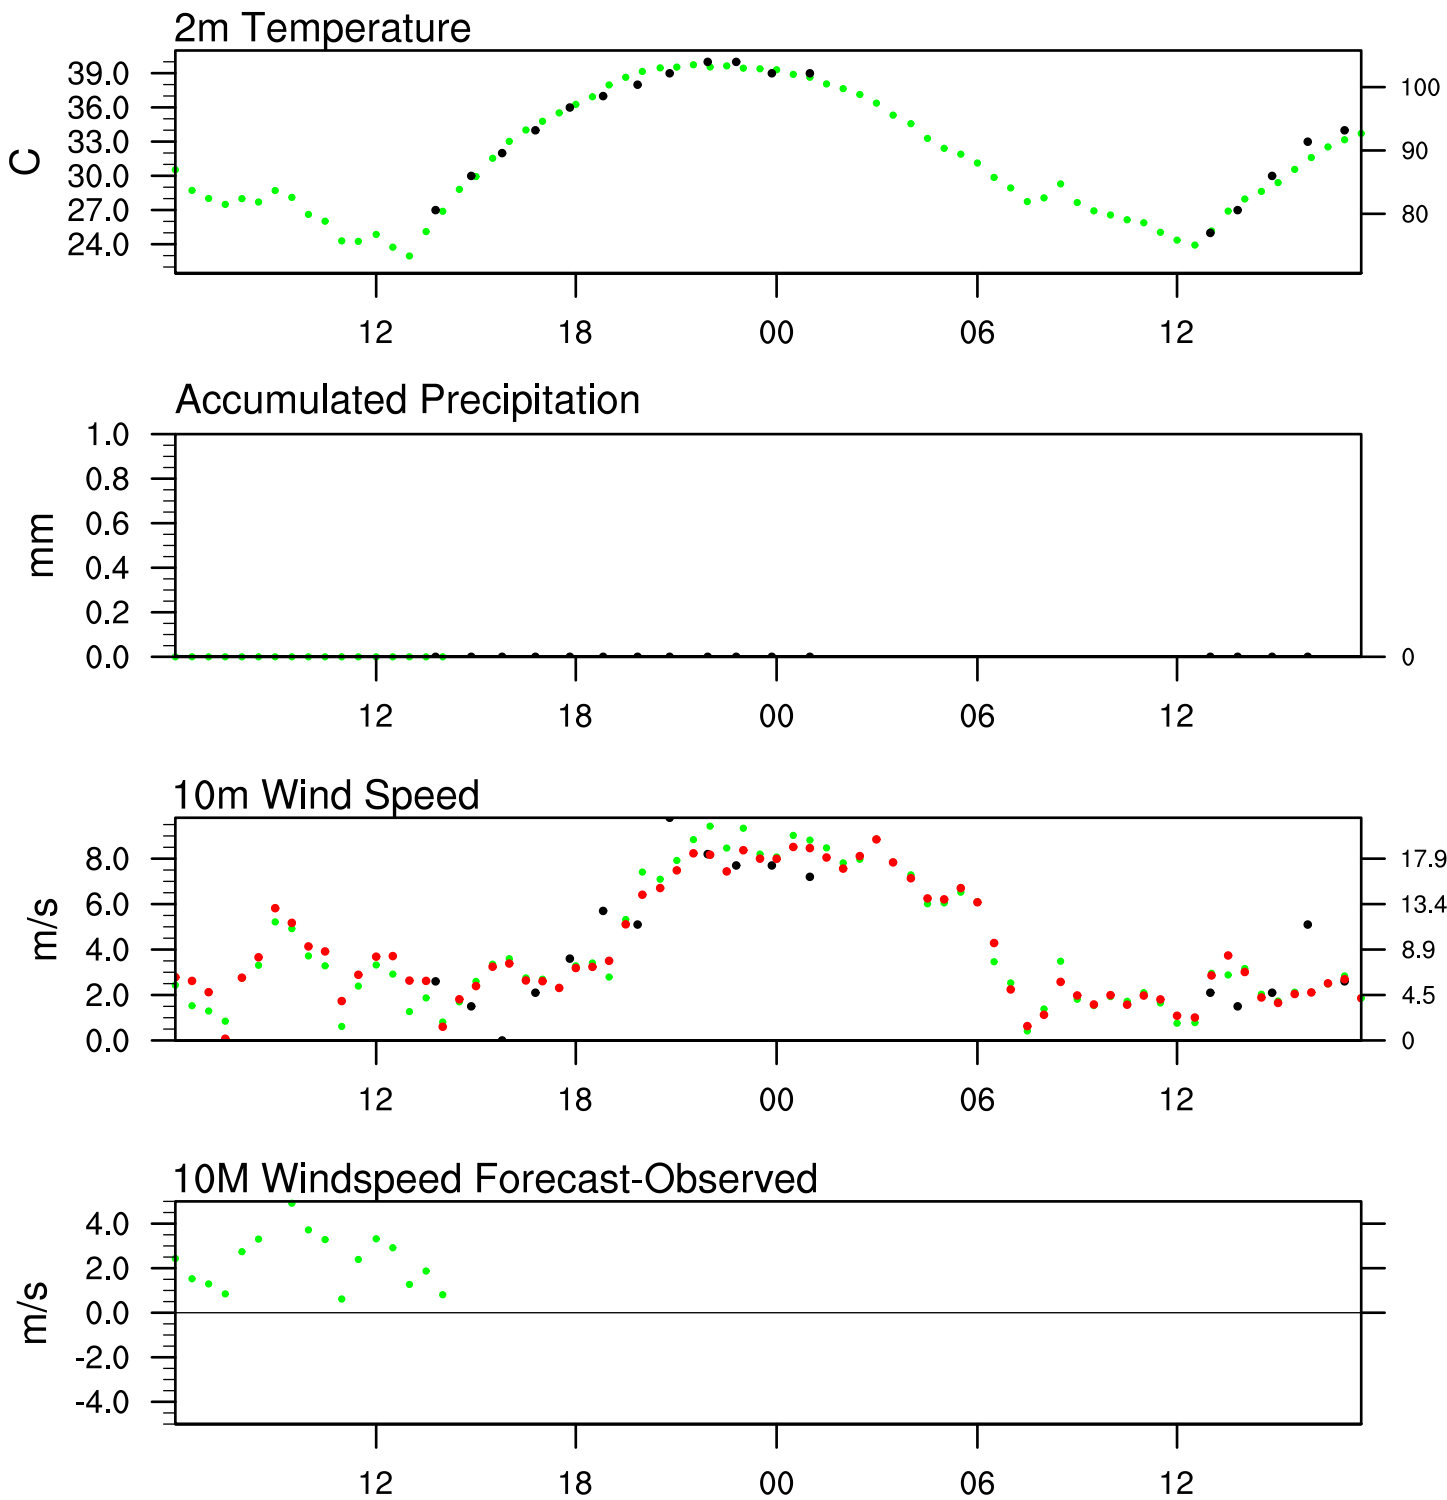 2m Temperature
C
39.0
36.0
33.0
30.0
27.0
24.0
100
90
80
12 18 00 06 12
Accumulated Precipitation
mm
1.0
0.8
0.6
0.4
0.2
0.0
0
12 18 00 06 12
10m Wind Speed
m/s
8.0
6.0
4.0
2.0
0.0
17.9
13.4
8.9
4.5
0
12 18 00 06 12
10M Windspeed Forecast-Observed
m/s
4.0
2.0
0.0
-2.0
-4.0
12 18 00 06 12